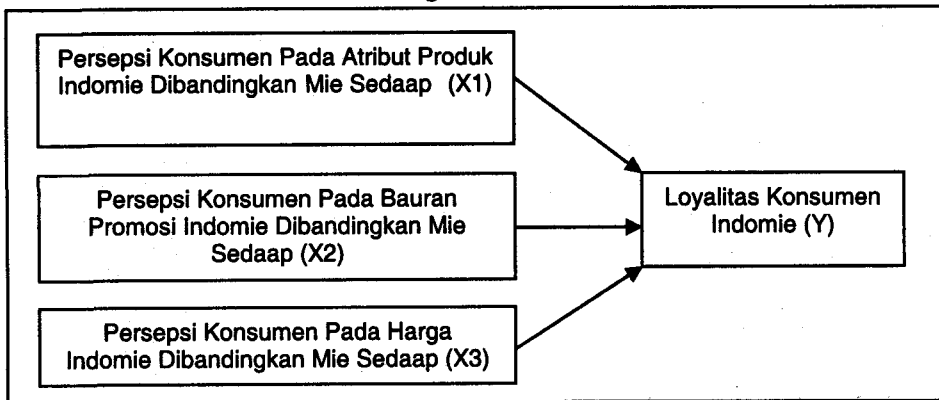 Persepsi Konsumen Pada Atribut Produk
Indomie Dibandingkan Mie Sedaap (X1)
Persepsi Konsumen Pada Bauran
Promosi Indomie Dibandingkan Mie
Sedaap (X2)
Persepsi Konsumen Pada Harga
Indomie Dibandingkan Mie Sedaap (X3)
Loyalitas Konsumen
Indomie (Y)